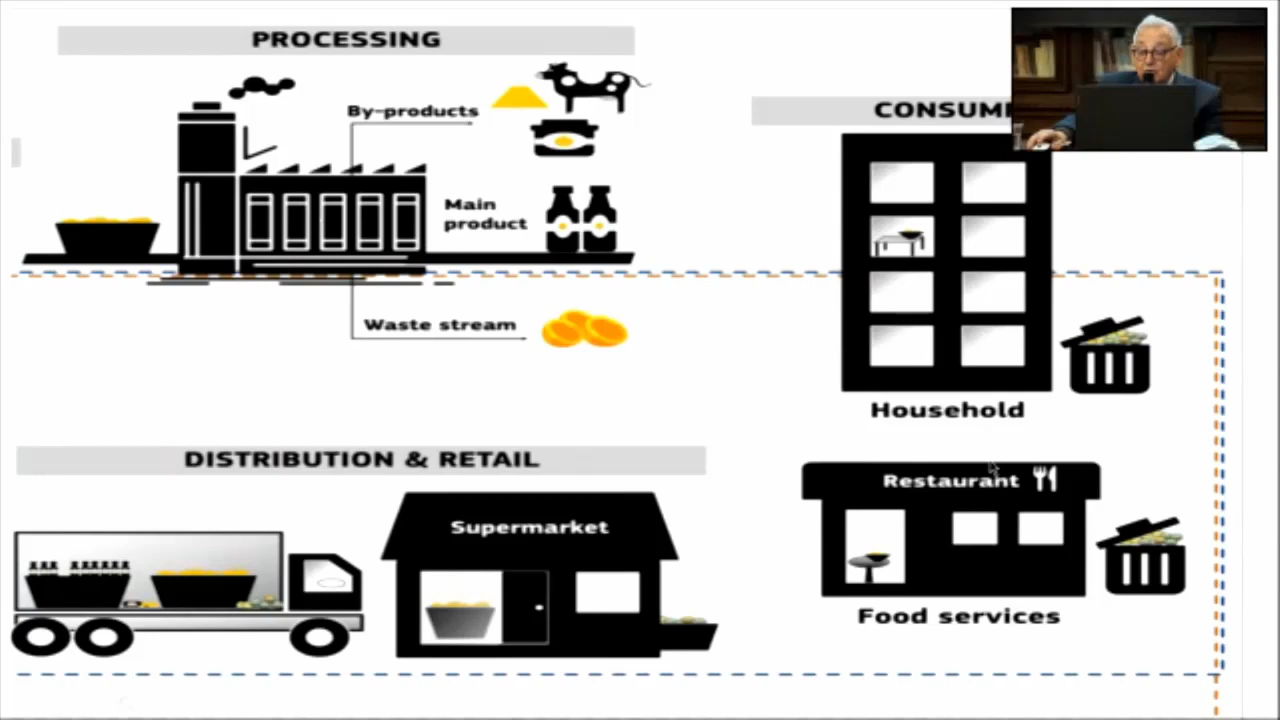 PROCESSING
By-products
Main
product
Waste stream
CONSUM
Household
DISTRIBUTION & RETAIL
Supermarket
Restaurant
Food services